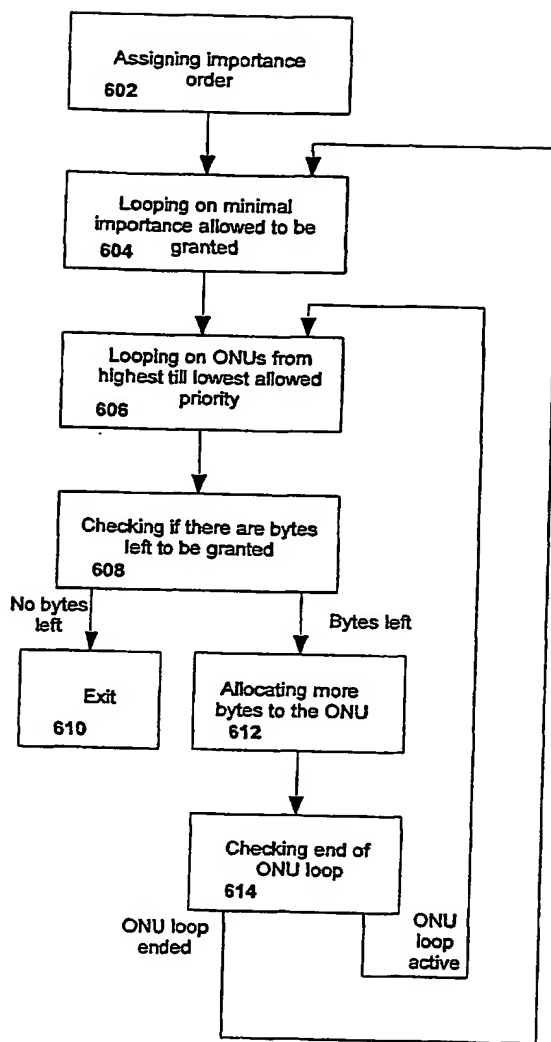 Assigning importance
order
602
Looping on minimal
importance allowed to be
granted
604
Looping on ONUs from
highest till lowest allowed
priority
606
Checking if there are bytes
left to be granted
608
No bytes
left
Bytes left
Exit
610
Allocating more
bytes to the ONU
612
Checking end of
ONU loop
614
ONU loop
ended
ONU
loop
active